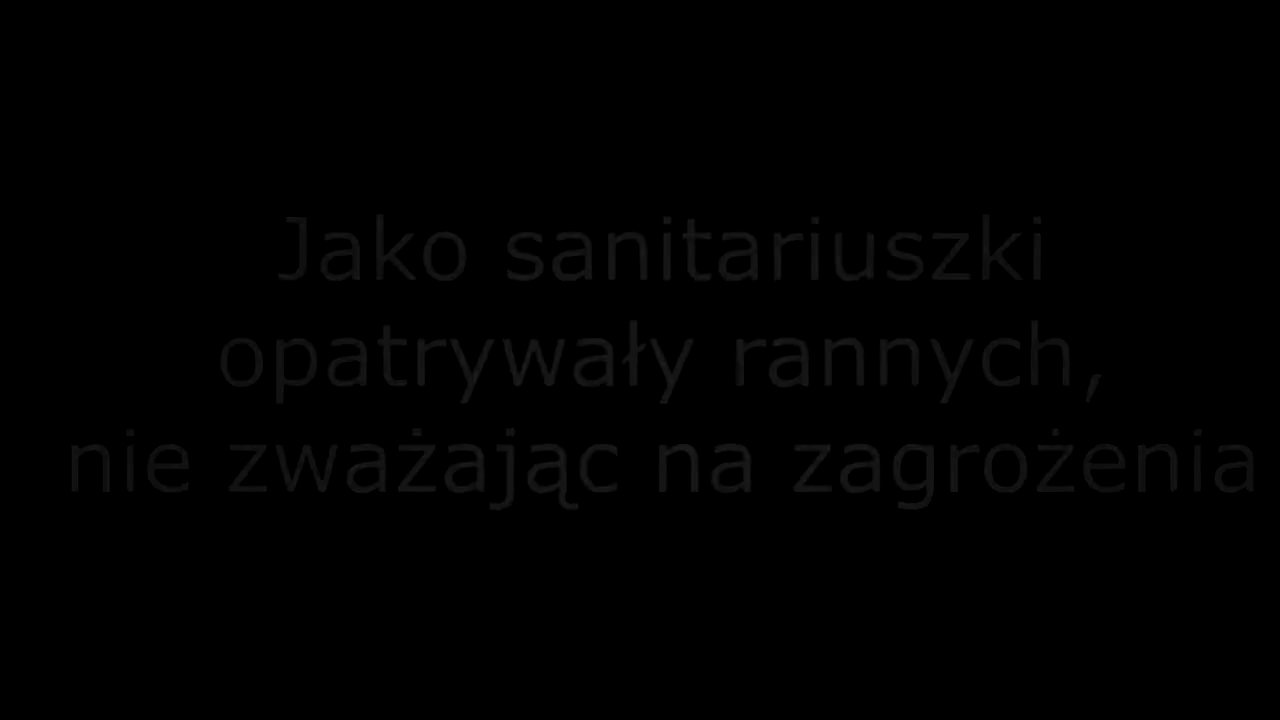 Jako sanitariuszki
opatrywały rannych,
nie zważając na zagrożenia